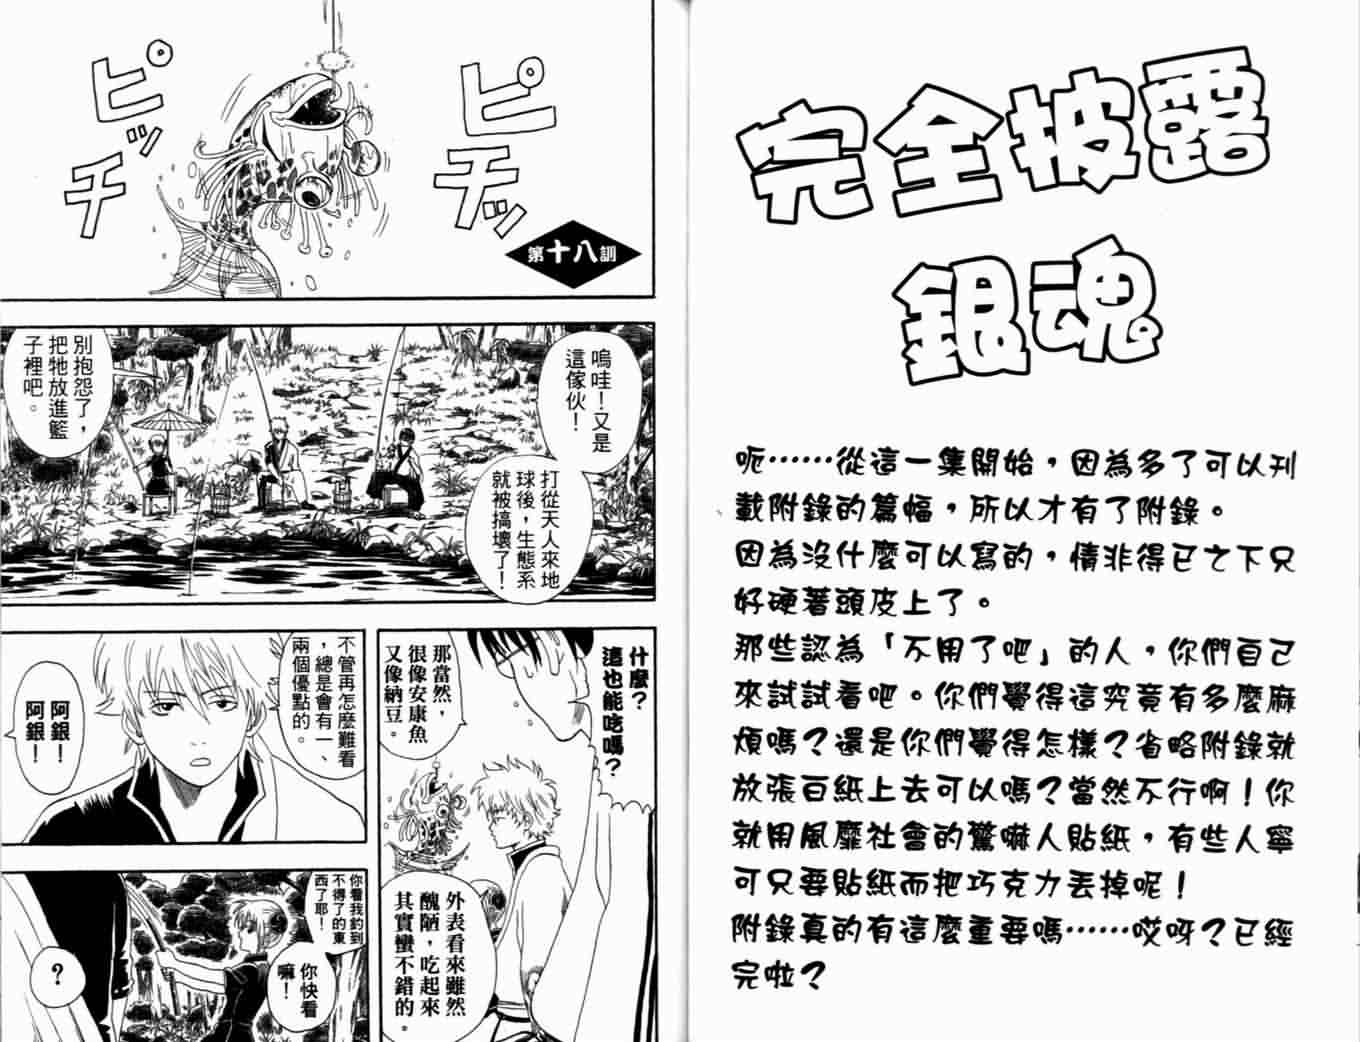 完全披露
銀魂
呃……從這一集開始，因為多了可以刊
載附錄的篇幅，所以才有了附錄。
因為沒什麼可以寫的，情非得已之下只
好硬著頭皮上了。
那些認為「不用了吧」的人，你們自己
來試試看吧。你們覺得這究竟有多麼麻
煩嗎？還是你們覺得怎樣？省略附錄就
放張白紙上去可以嗎？當然不行啊！你
就用風靡社會的驚嚇人貼紙，有些人寧
可只要貼紙而把巧克力丟掉呢！
附錄真的有這麼重要嗎……哎呀？已經
完啦？
ピチッ
ピッチ
第十八訓
嗚哇！又是
這傢伙！
打從天人來地
球後，生態系
就被搞壞了！
別抱怨了，
把牠放進籃
子裡吧。
什麼？
這也能吃嗎？
那當然，
很像安康魚
又像納豆。
外表看來雖然
醜陋，吃起來
其實蠻不錯的。
不管再怎麼難看
，總是會有一、
兩個優點的。
阿銀！
阿銀！
你看我釣到
不得了的東
西了耶！
你快看
嘛！
？